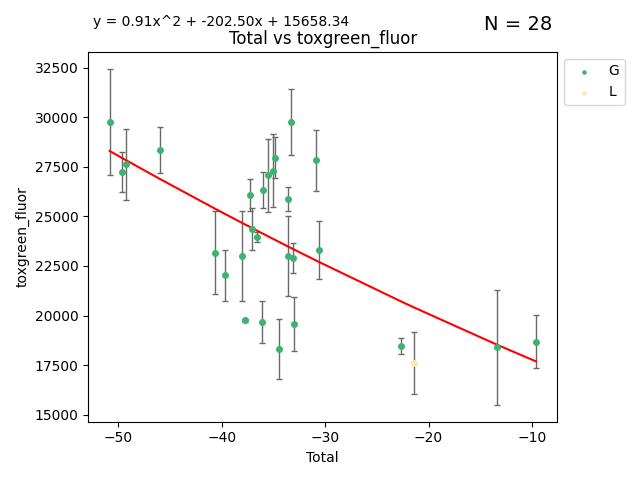 y = 0.91x^2 + -202.50x + 15658.34
N = 28
Total vs toxgreen_fluor
G
L
32500
30000
27500
25000
22500
20000
17500
15000
toxgreen_fluor
−50
−40
−30
−20
−10
Total